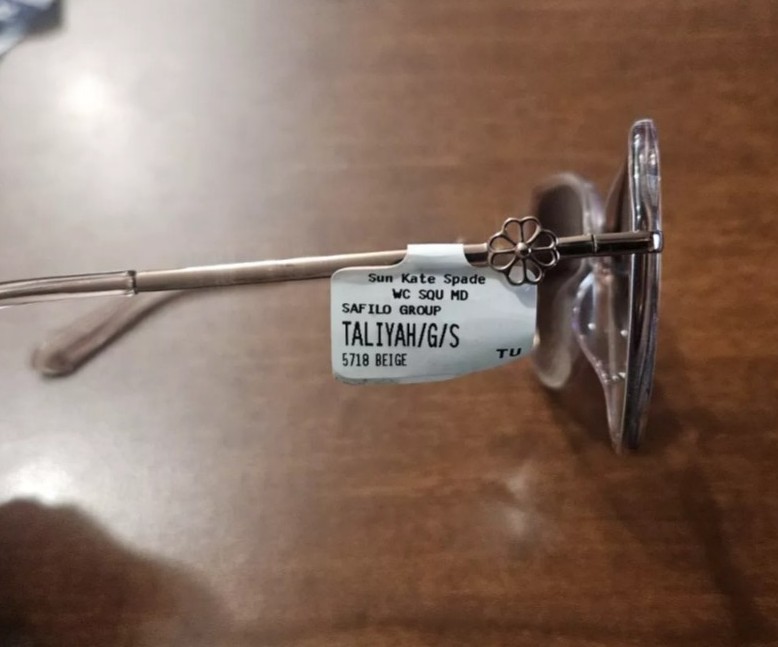 Sun Kate Spade
WC SQU MD
SAFILO GROUP
TALIYAH/G/S
5718 BEIGE
TU